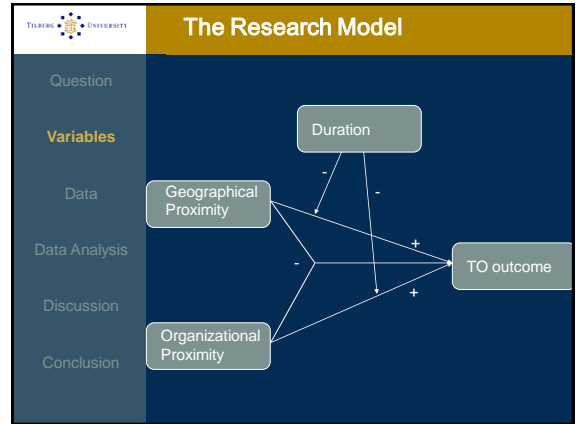 TILBURG UNIVERSITY
The Research Model
Question
Variables
Data
Data Analysis
Discussion
Conclusion
Duration
-
-
Geographical
Proximity
+
-
TO outcome
+
Organizational
Proximity